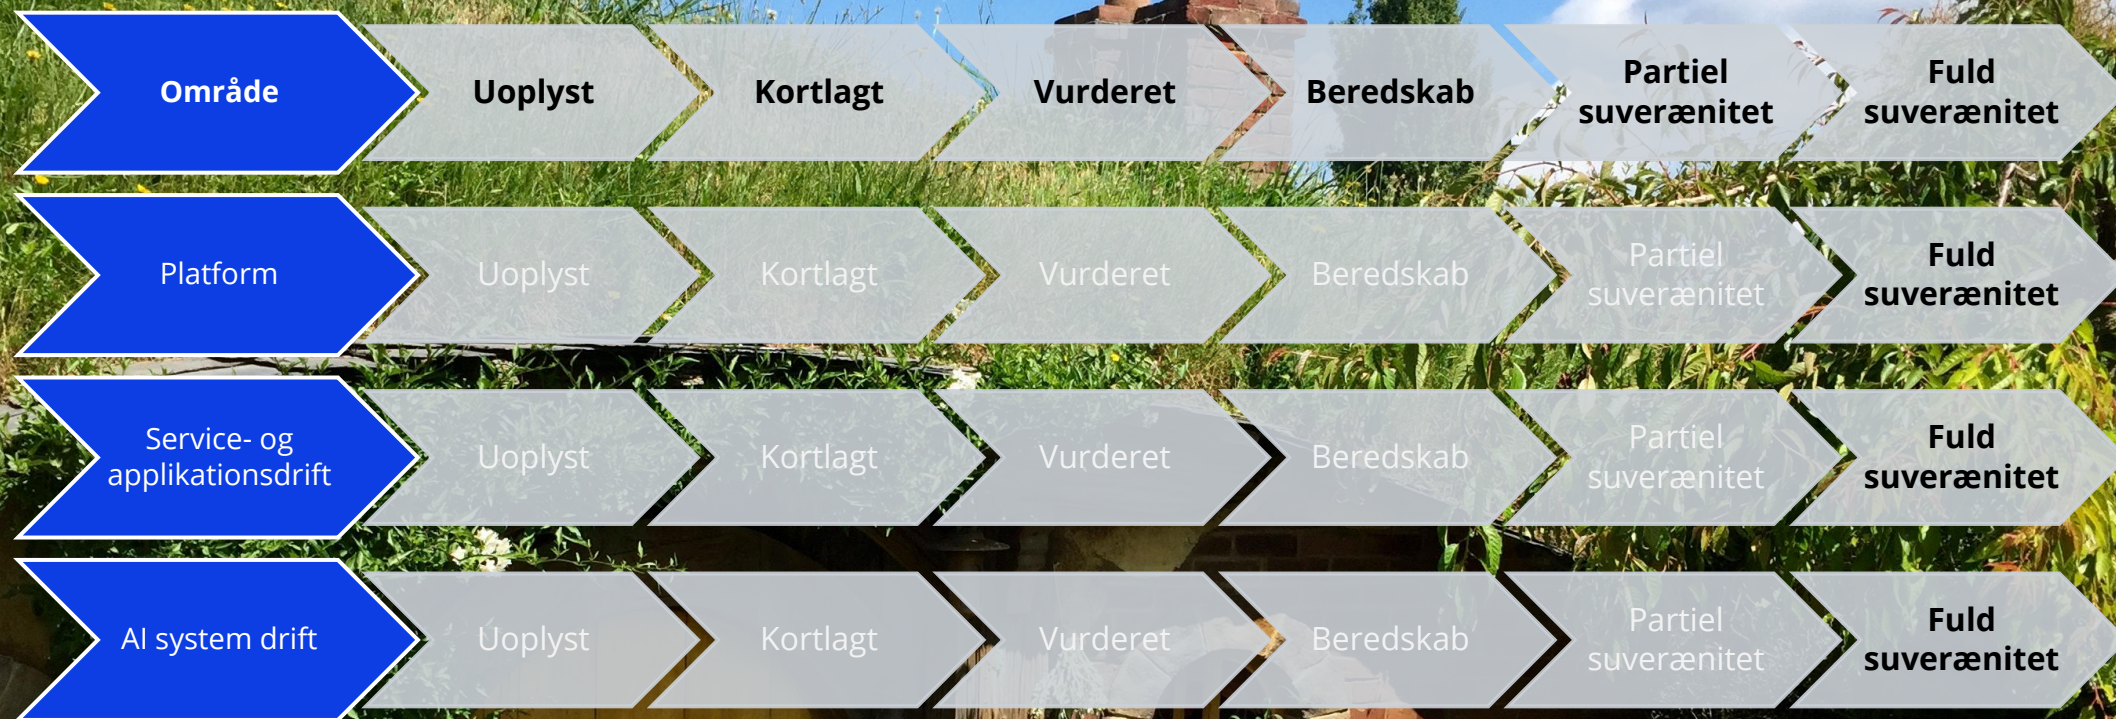 Område
Uoplyst
Kortlagt
Vurderet
Beredskab
Partiel
suverænitet
Fuld
suverænitet
Platform
Uoplyst
Kortlagt
Vurderet
Beredskab
Partiel
suverænitet
Fuld
suverænitet
Service- og
applikationsdrift
Uoplyst
Kortlagt
Vurderet
Beredskab
Partiel
suverænitet
Fuld
suverænitet
AI system drift
Uoplyst
Kortlagt
Vurderet
Beredskab
Partiel
suverænitet
Fuld
suverænitet